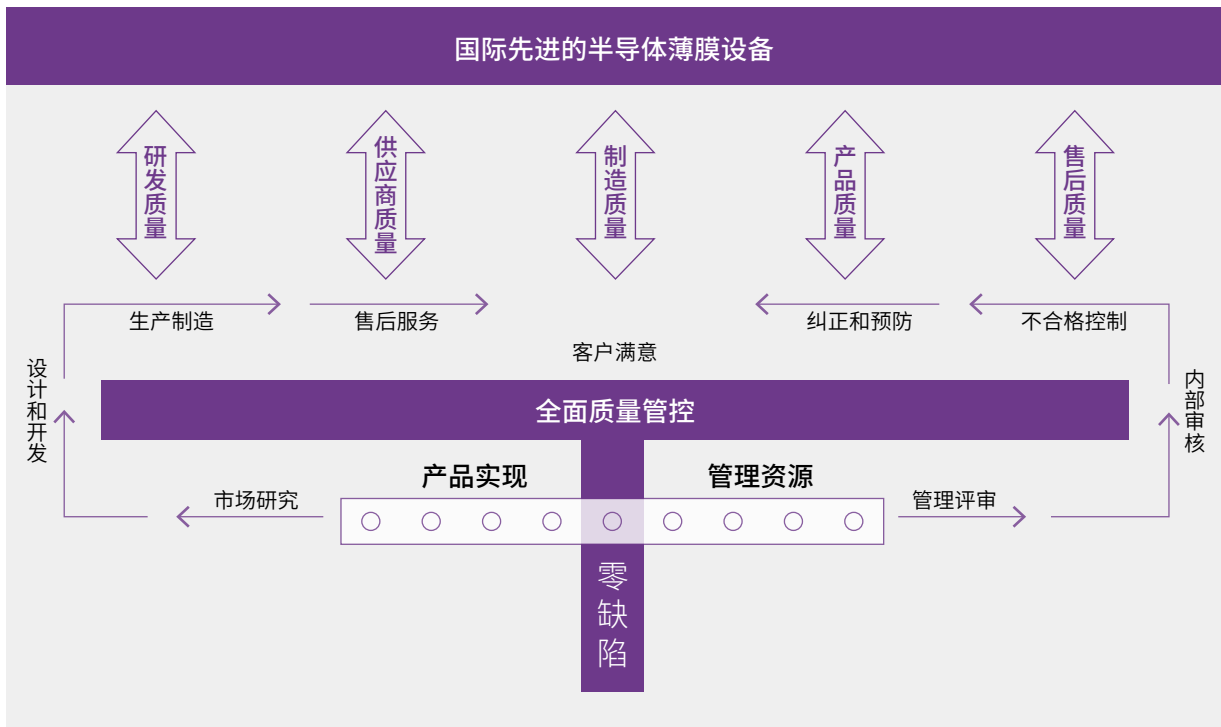 国际先进的半导体薄膜设备
研发质量
供应商质量
制造质量
产品质量
售后质量
生产制造
售后服务
纠正和预防
不合格控制
客户满意
设计和开发
内部审核
全面质量管控
产品实现
管理资源
市场研究
管理评审
零缺陷